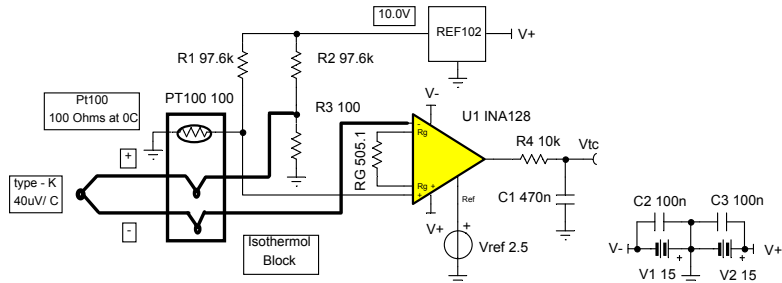 10.0V
REF102
V+
R1 97.6k
R2 97.6k
V-
U1 INA128
Pt100
100 Ohms at 0C
PT100 100
R3 100
-
Rg
RG 505.1
Rg
+
+
R4 10k
Vtc
+
type - K
40uV/ C
-
C1 470n
C2 100n
C3 100n
Ref
V+
+
Vref 2.5
Isothermol
Block
V-
V+
+
+
V1 15
V2 15